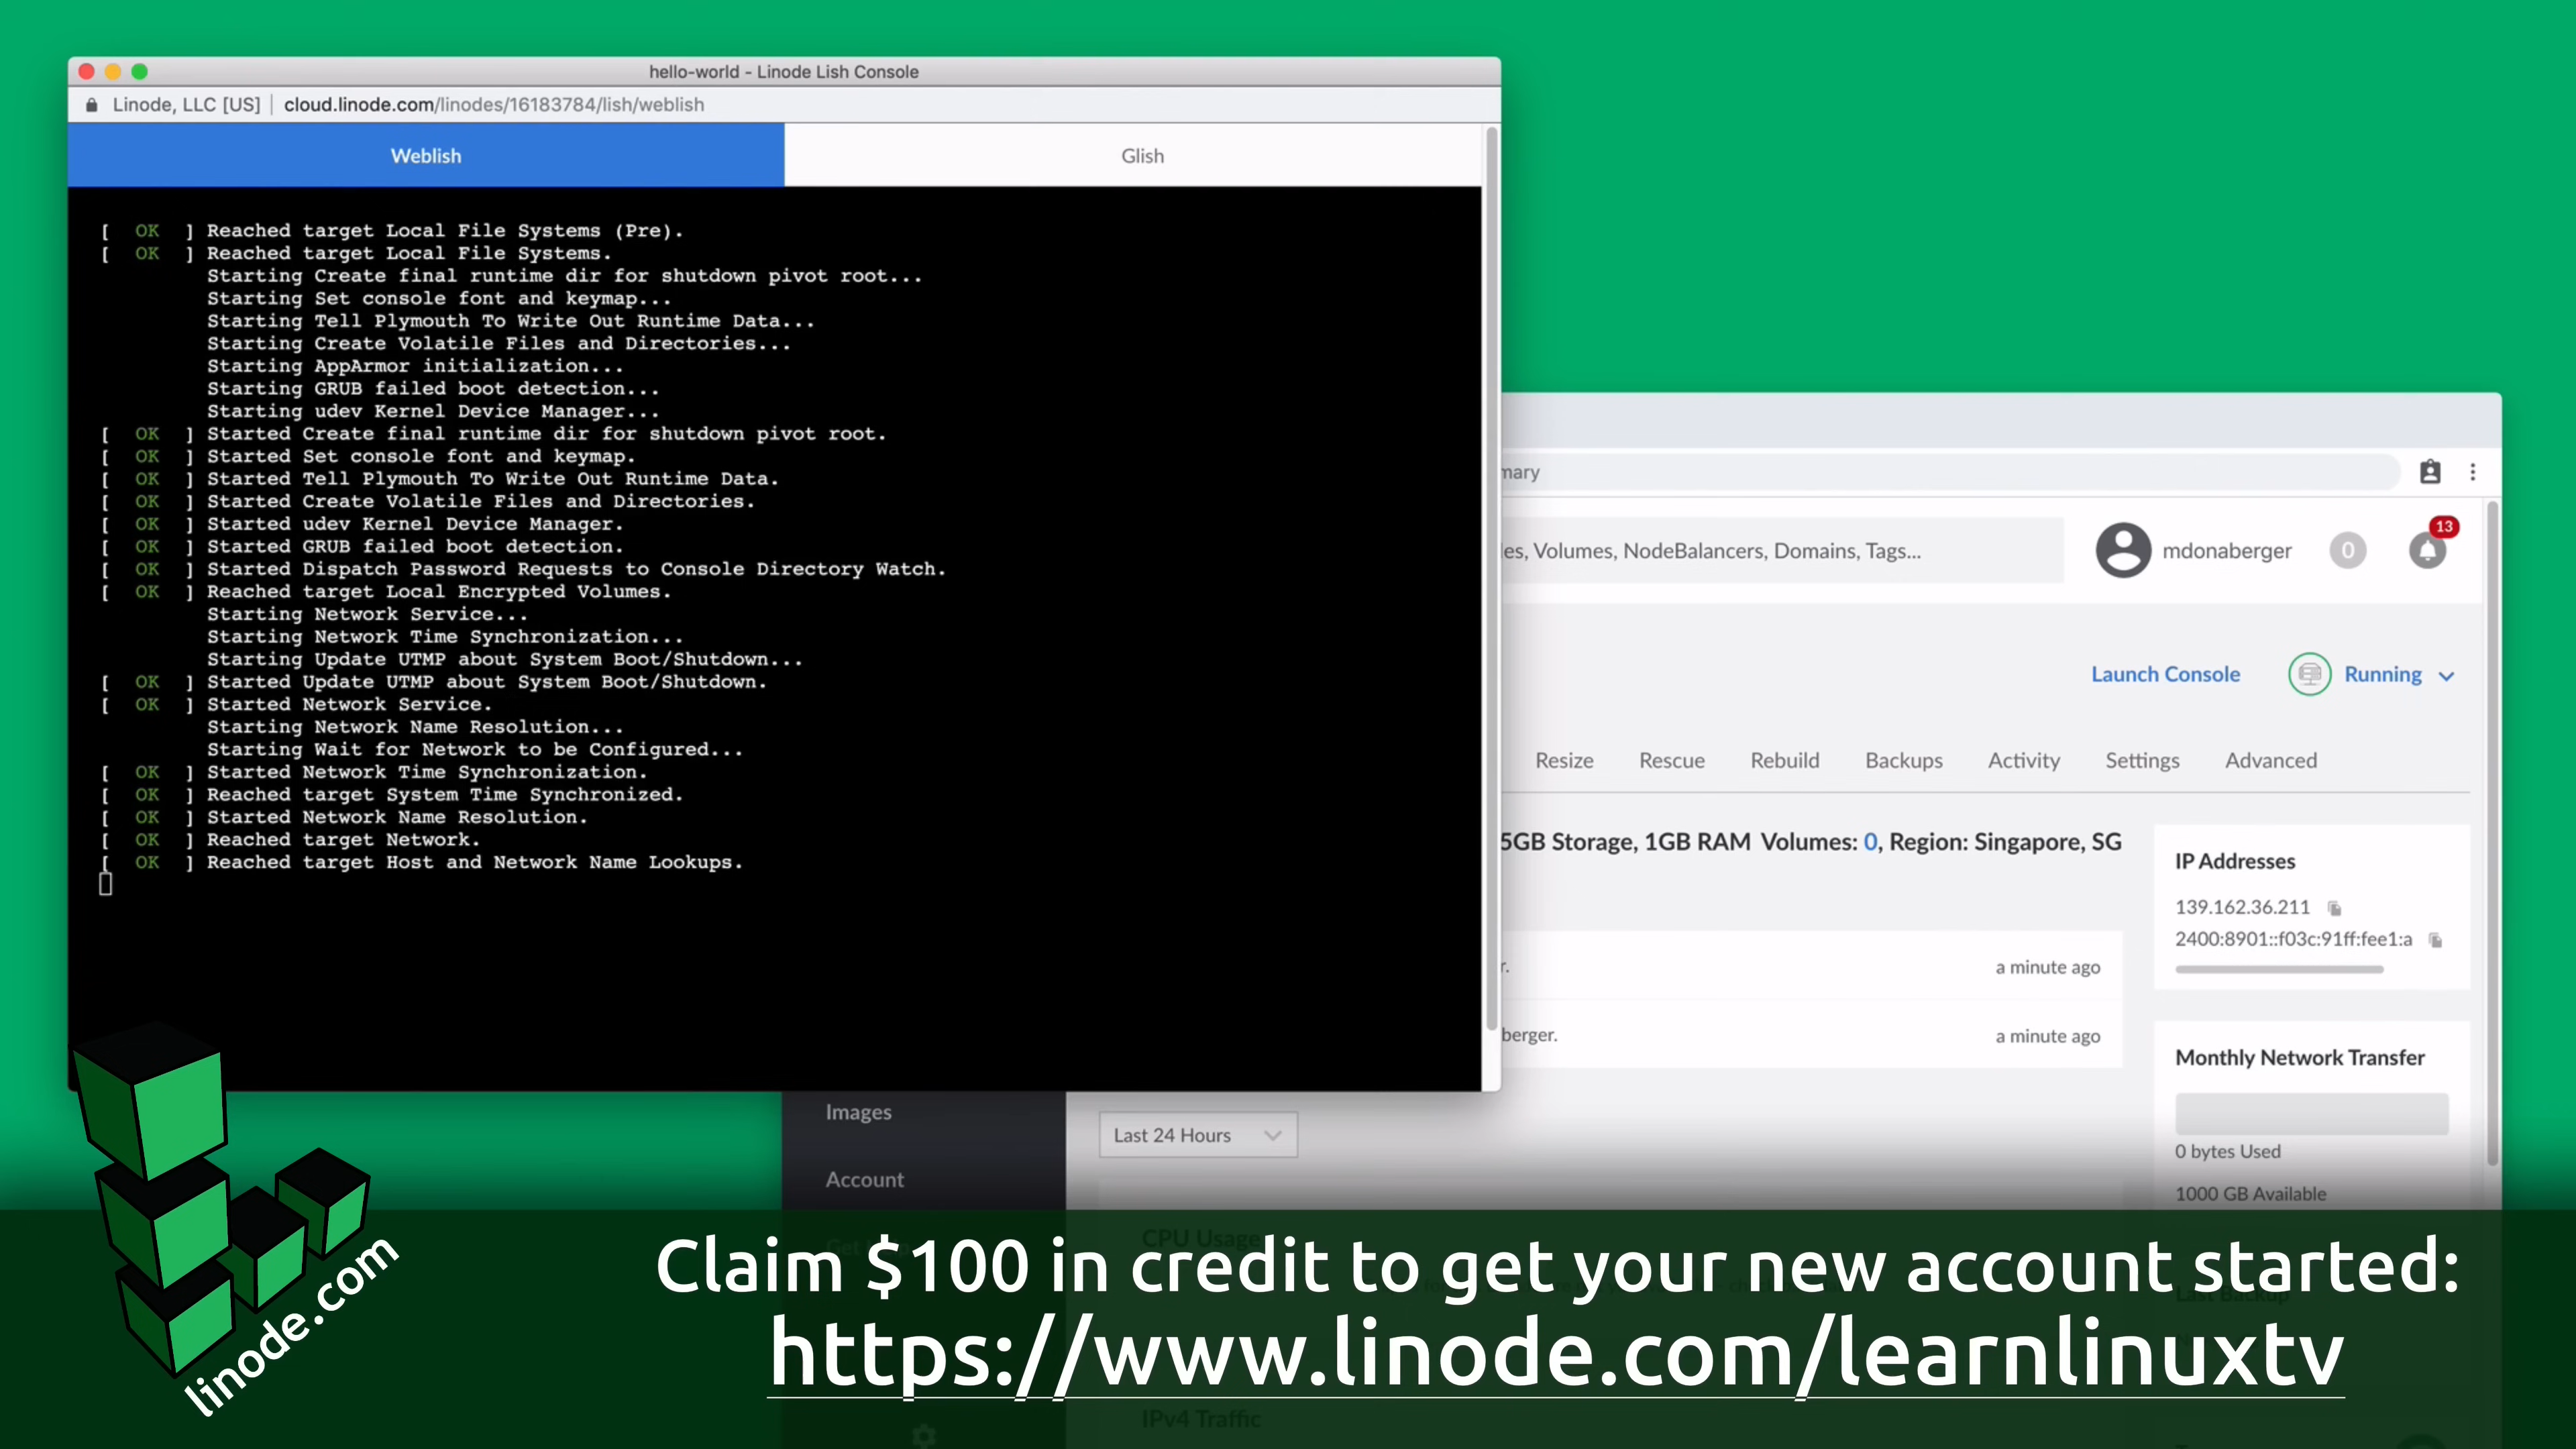 hello-world - Linode Lish Console
Linode, LLC [US] | cloud.linode.com/linodes/16183784/lish/weblish
Weblish
Glish
[ OK ] Reached target Local File Systems (Pre).
[ OK ] Reached target Local File Systems.
Starting Create final runtime dir for shutdown pivot root...
Starting Set console font and keymap...
Starting Tell Plymouth To Write Out Runtime Data...
Starting Create Volatile Files and Directories...
Starting AppArmor initialization...
Starting GRUB failed boot detection...
Starting udev Kernel Device Manager...
[ OK ] Started Create final runtime dir for shutdown pivot root.
[ OK ] Started Set console font and keymap.
[ OK ] Started Tell Plymouth To Write Out Runtime Data.
[ OK ] Started Create Volatile Files and Directories.
[ OK ] Started udev Kernel Device Manager.
[ OK ] Started GRUB failed boot detection.
[ OK ] Started Dispatch Password Requests to Console Directory Watch.
[ OK ] Reached target Local Encrypted Volumes.
Starting Network Service...
Starting Network Time Synchronization...
Starting Update UTMP about System Boot/Shutdown...
[ OK ] Started Update UTMP about System Boot/Shutdown.
[ OK ] Started Network Service.
Starting Network Name Resolution...
Starting Wait for Network to be Configured...
[ OK ] Started Network Time Synchronization.
[ OK ] Reached target System Time Synchronized.
[ OK ] Started Network Name Resolution.
[ OK ] Reached target Network.
[ OK ] Reached target Host and Network Name Lookups.
mary
es, Volumes, NodeBalancers, Domains, Tags...
mdonaberger
0
13
Launch Console
Running
Resize Rescue Rebuild Backups Activity Settings Advanced
5GB Storage, 1GB RAM Volumes: 0, Region: Singapore, SG
IP Addresses
139.162.36.211
2400:8901::f03c:91ff:fee1:a
r.
a minute ago
berger.
a minute ago
Monthly Network Transfer
0 bytes Used
1000 GB Available
Images
Account
Last 24 Hours
CPU Usage
Last Backup
IPv4 Traffic
linode.com
Claim $100 in credit to get your new account started:
https://www.linode.com/learnlinuxtv